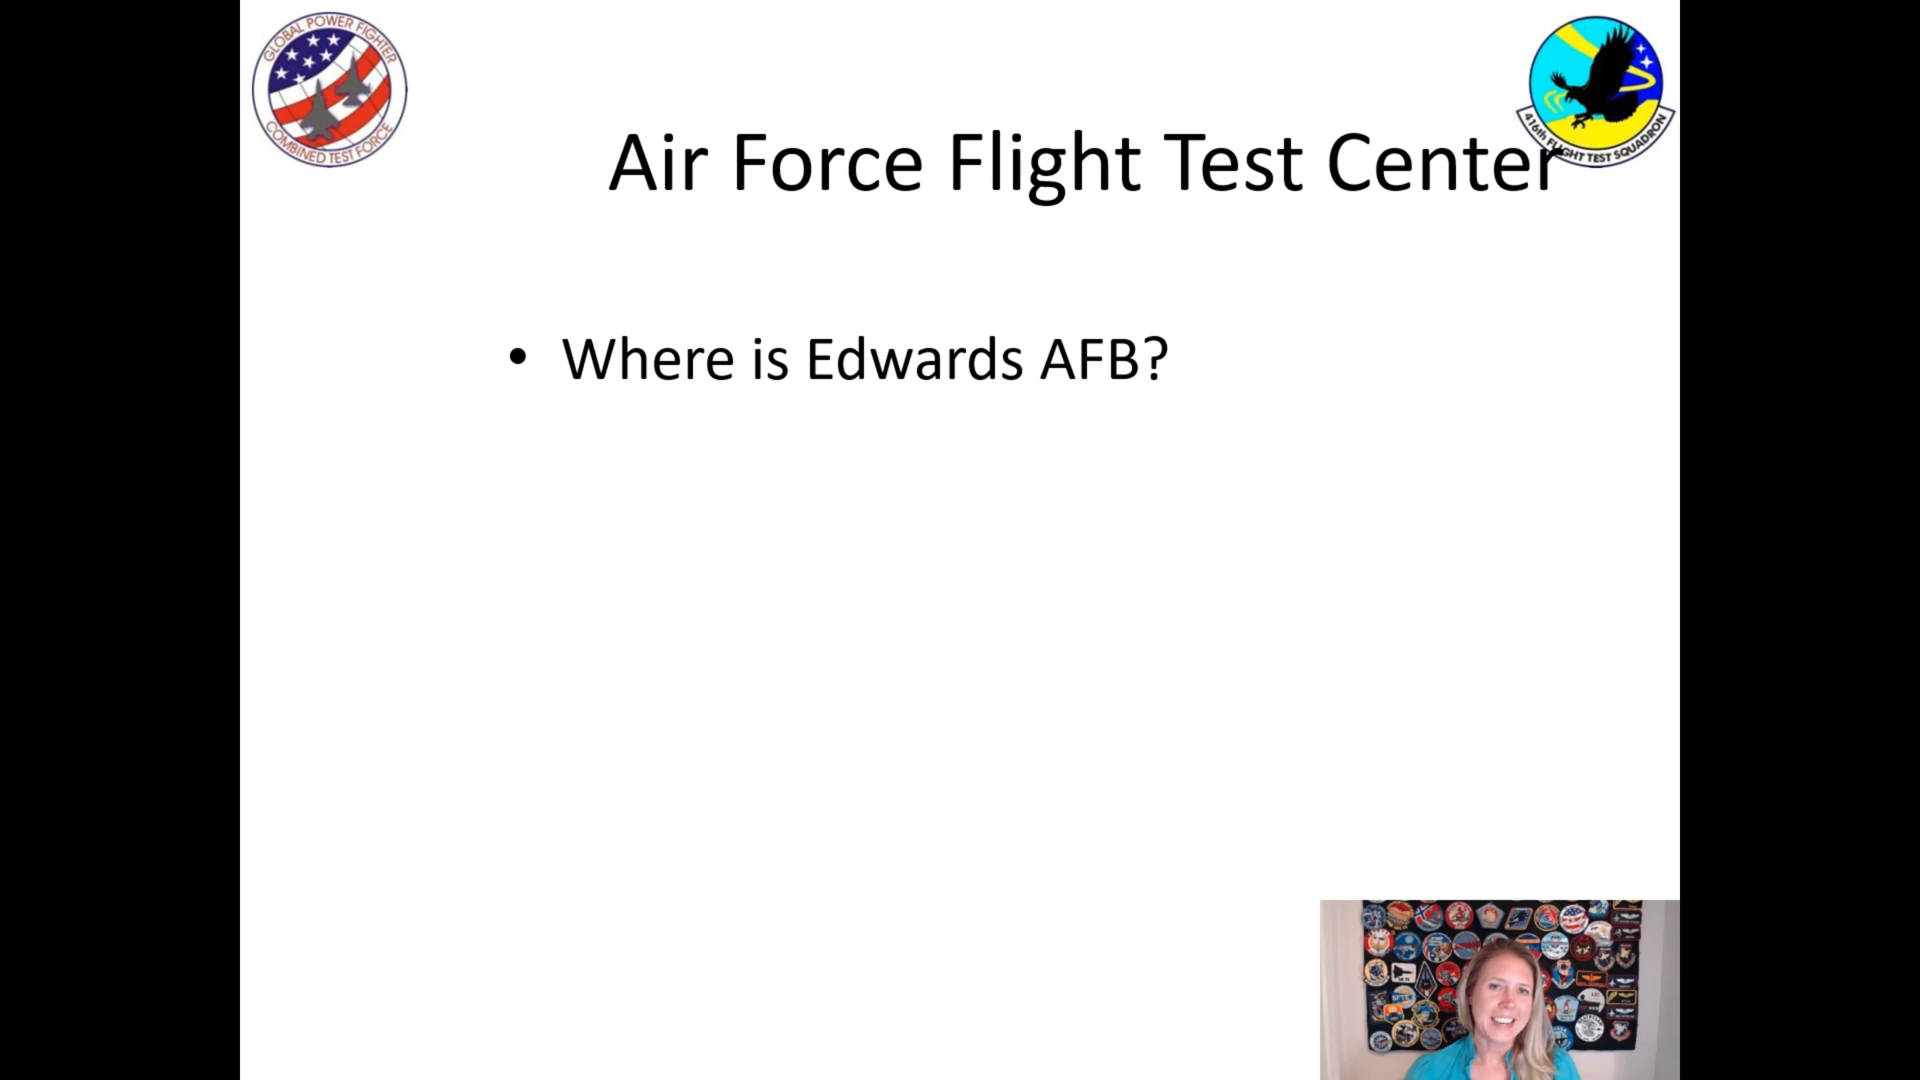 GLOBAL POWER FIGHTER
COMBINED TEST FORCE
416th FLIGHT TEST SQUADRON
Air Force Flight Test Center
• Where is Edwards AFB?